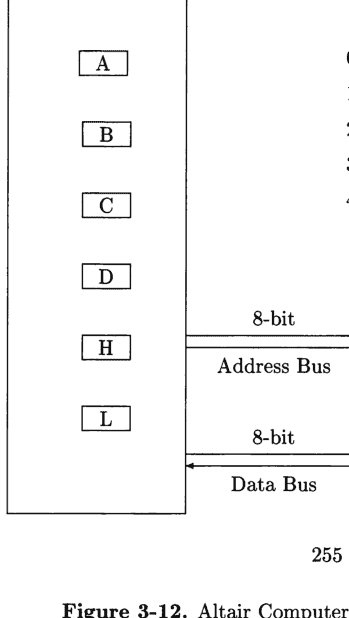 A
B
C
D
H
L
8-bit
Address Bus
8-bit
Data Bus
255
Figure 3-12. Altair Computer